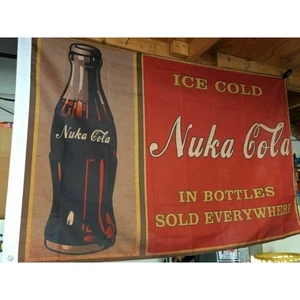 Nuka Cola
ICE COLD
Nuka Cola
IN BOTTLES
SOLD EVERYWHERE